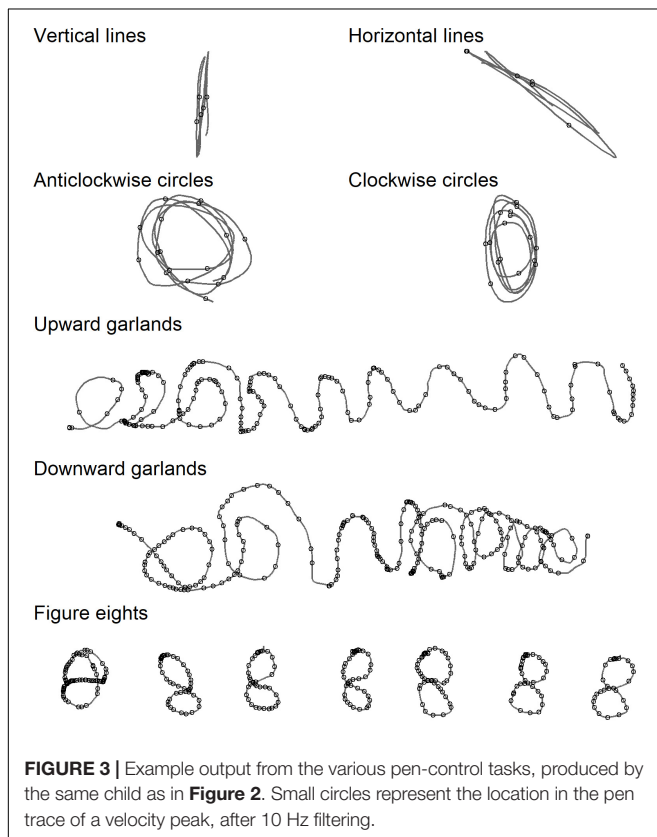 Vertical lines
Horizontal lines
Anticlockwise circles
Clockwise circles
Upward garlands
Downward garlands
Figure eights
FIGURE 3 | Example output from the various pen-control tasks, produced by
the same child as in Figure 2. Small circles represent the location in the pen
trace of a velocity peak, after 10 Hz filtering.